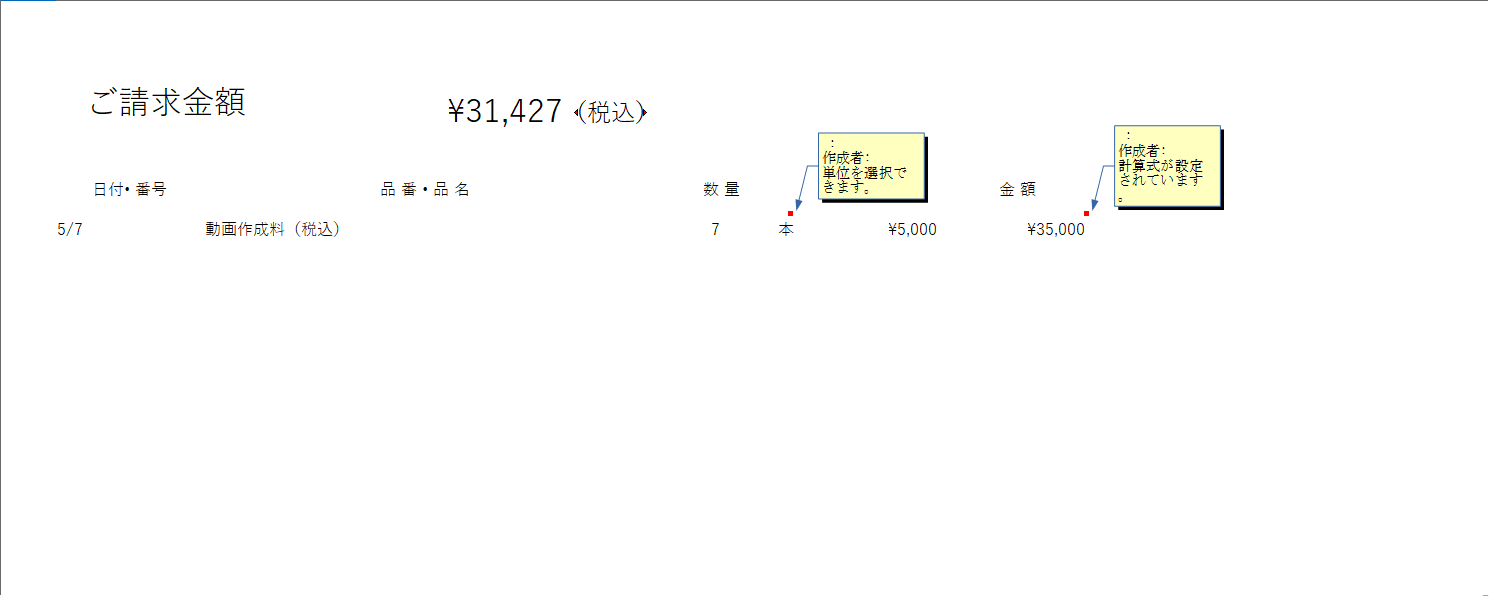 ご請求金額
¥31,427 (税込)
:
作成者:
単位を選択で
きます。
:
作成者:
計算式が設定
されています
。
日付・番号 品 番・品 名 数 量 金 額
5/7 動画作成料（税込） 7 本 ¥5,000 ¥35,000